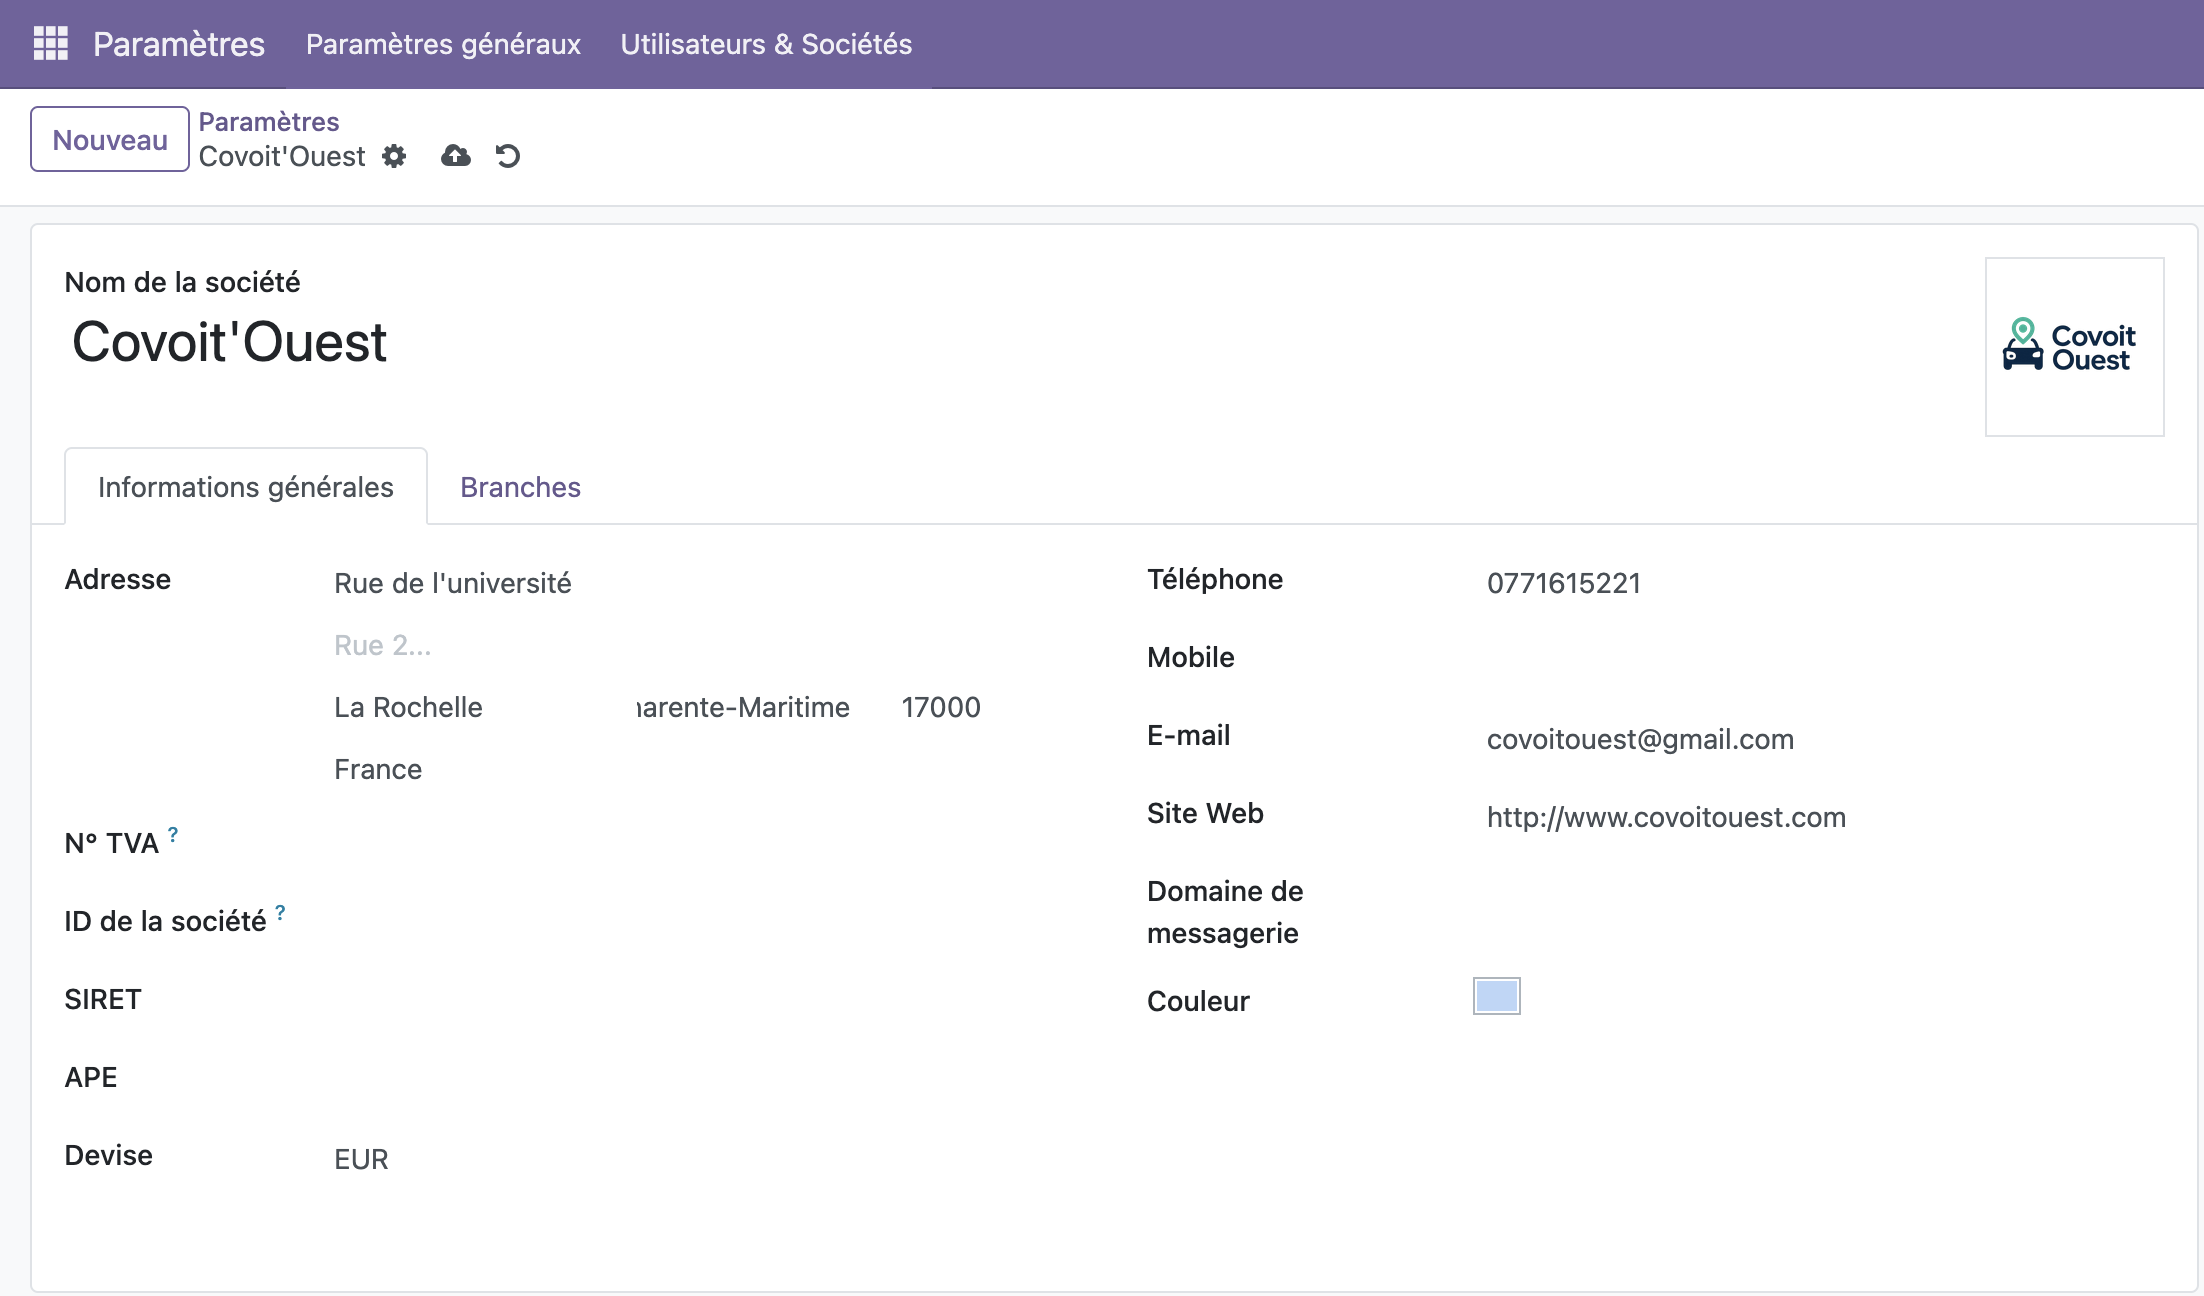 Paramètres Paramètres généraux Utilisateurs & Sociétés
Nouveau
Paramètres
Covoit'Ouest
Nom de la société
Covoit'Ouest
Covoit
Ouest
Informations générales Branches
Adresse Rue de l'université
Rue 2...
La Rochelle arente-Maritime 17000
France
N° TVA ?
ID de la société ?
SIRET
APE
Devise EUR
Téléphone 0771615221
Mobile
E-mail covoitouest@gmail.com
Site Web http://www.covoitouest.com
Domaine de
messagerie
Couleur